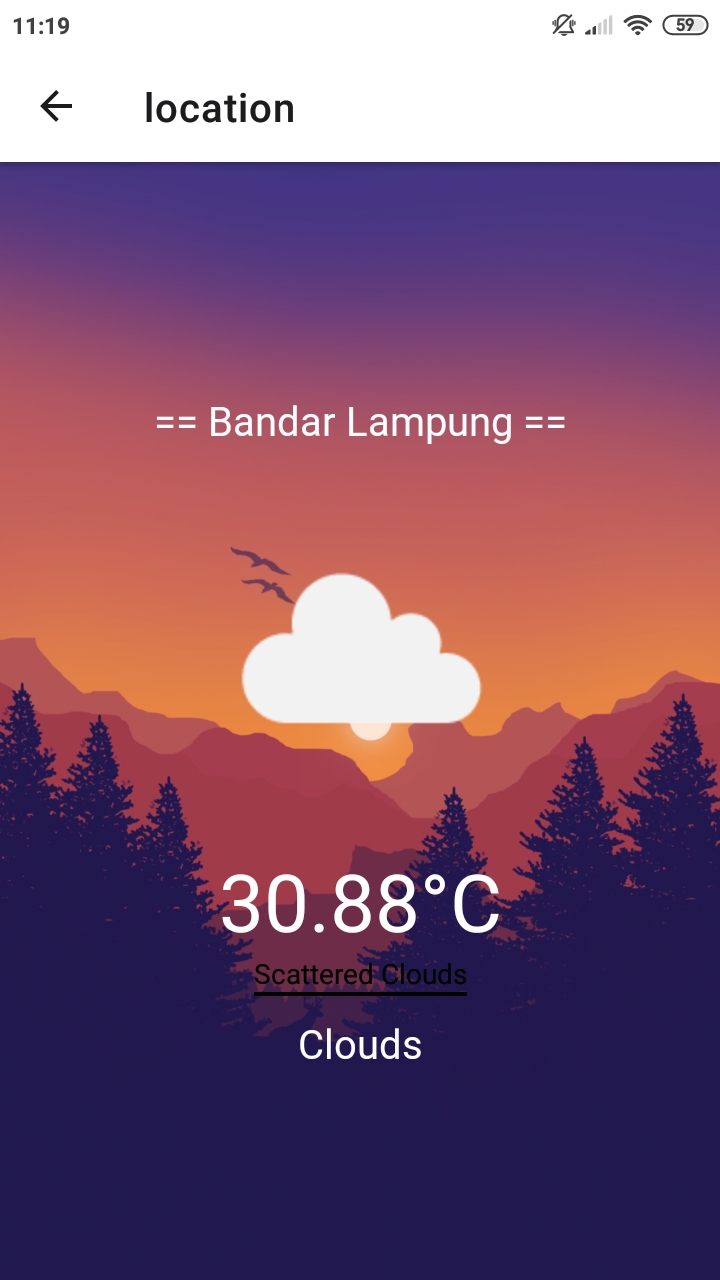 11:19
59
location
== Bandar Lampung ==
30.88°C
Scattered Clouds
Clouds